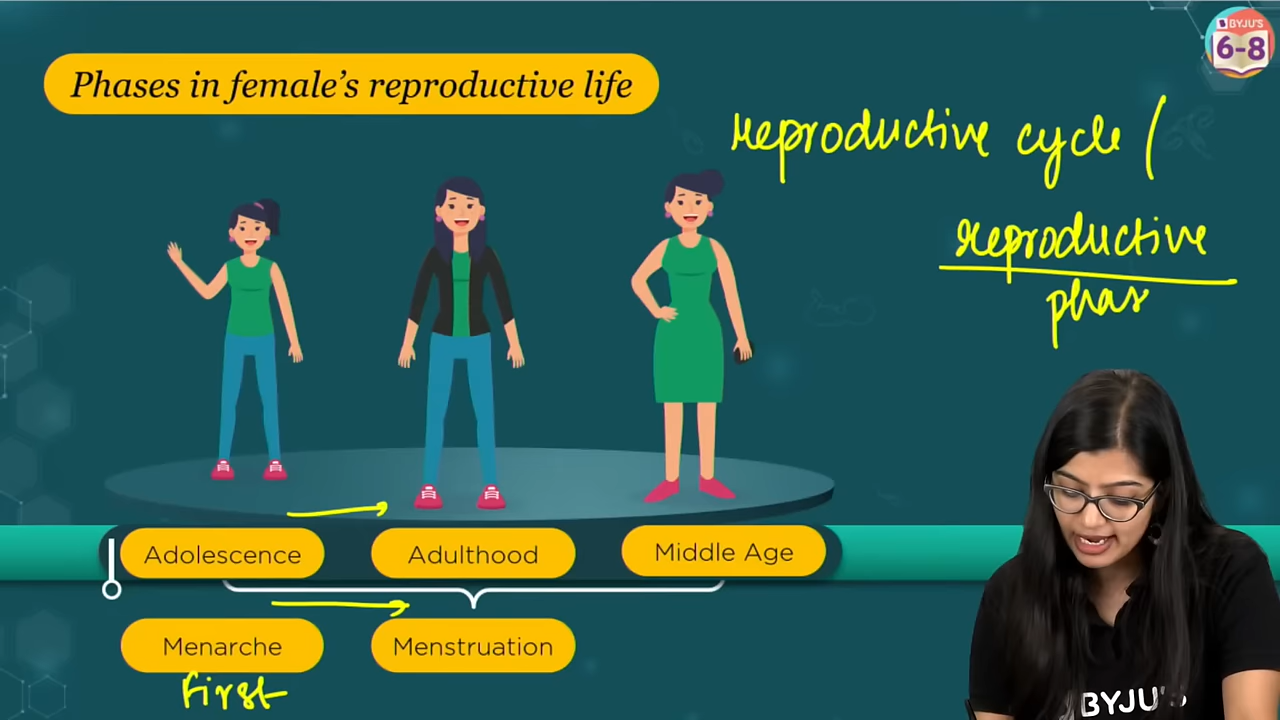 BYJU'S
6-8
Phases in female's reproductive life
reproductive cycle (
reproductive
phas
Adolescence
Adulthood
Middle Age
Menarche
Menstruation
First
BYJU'S